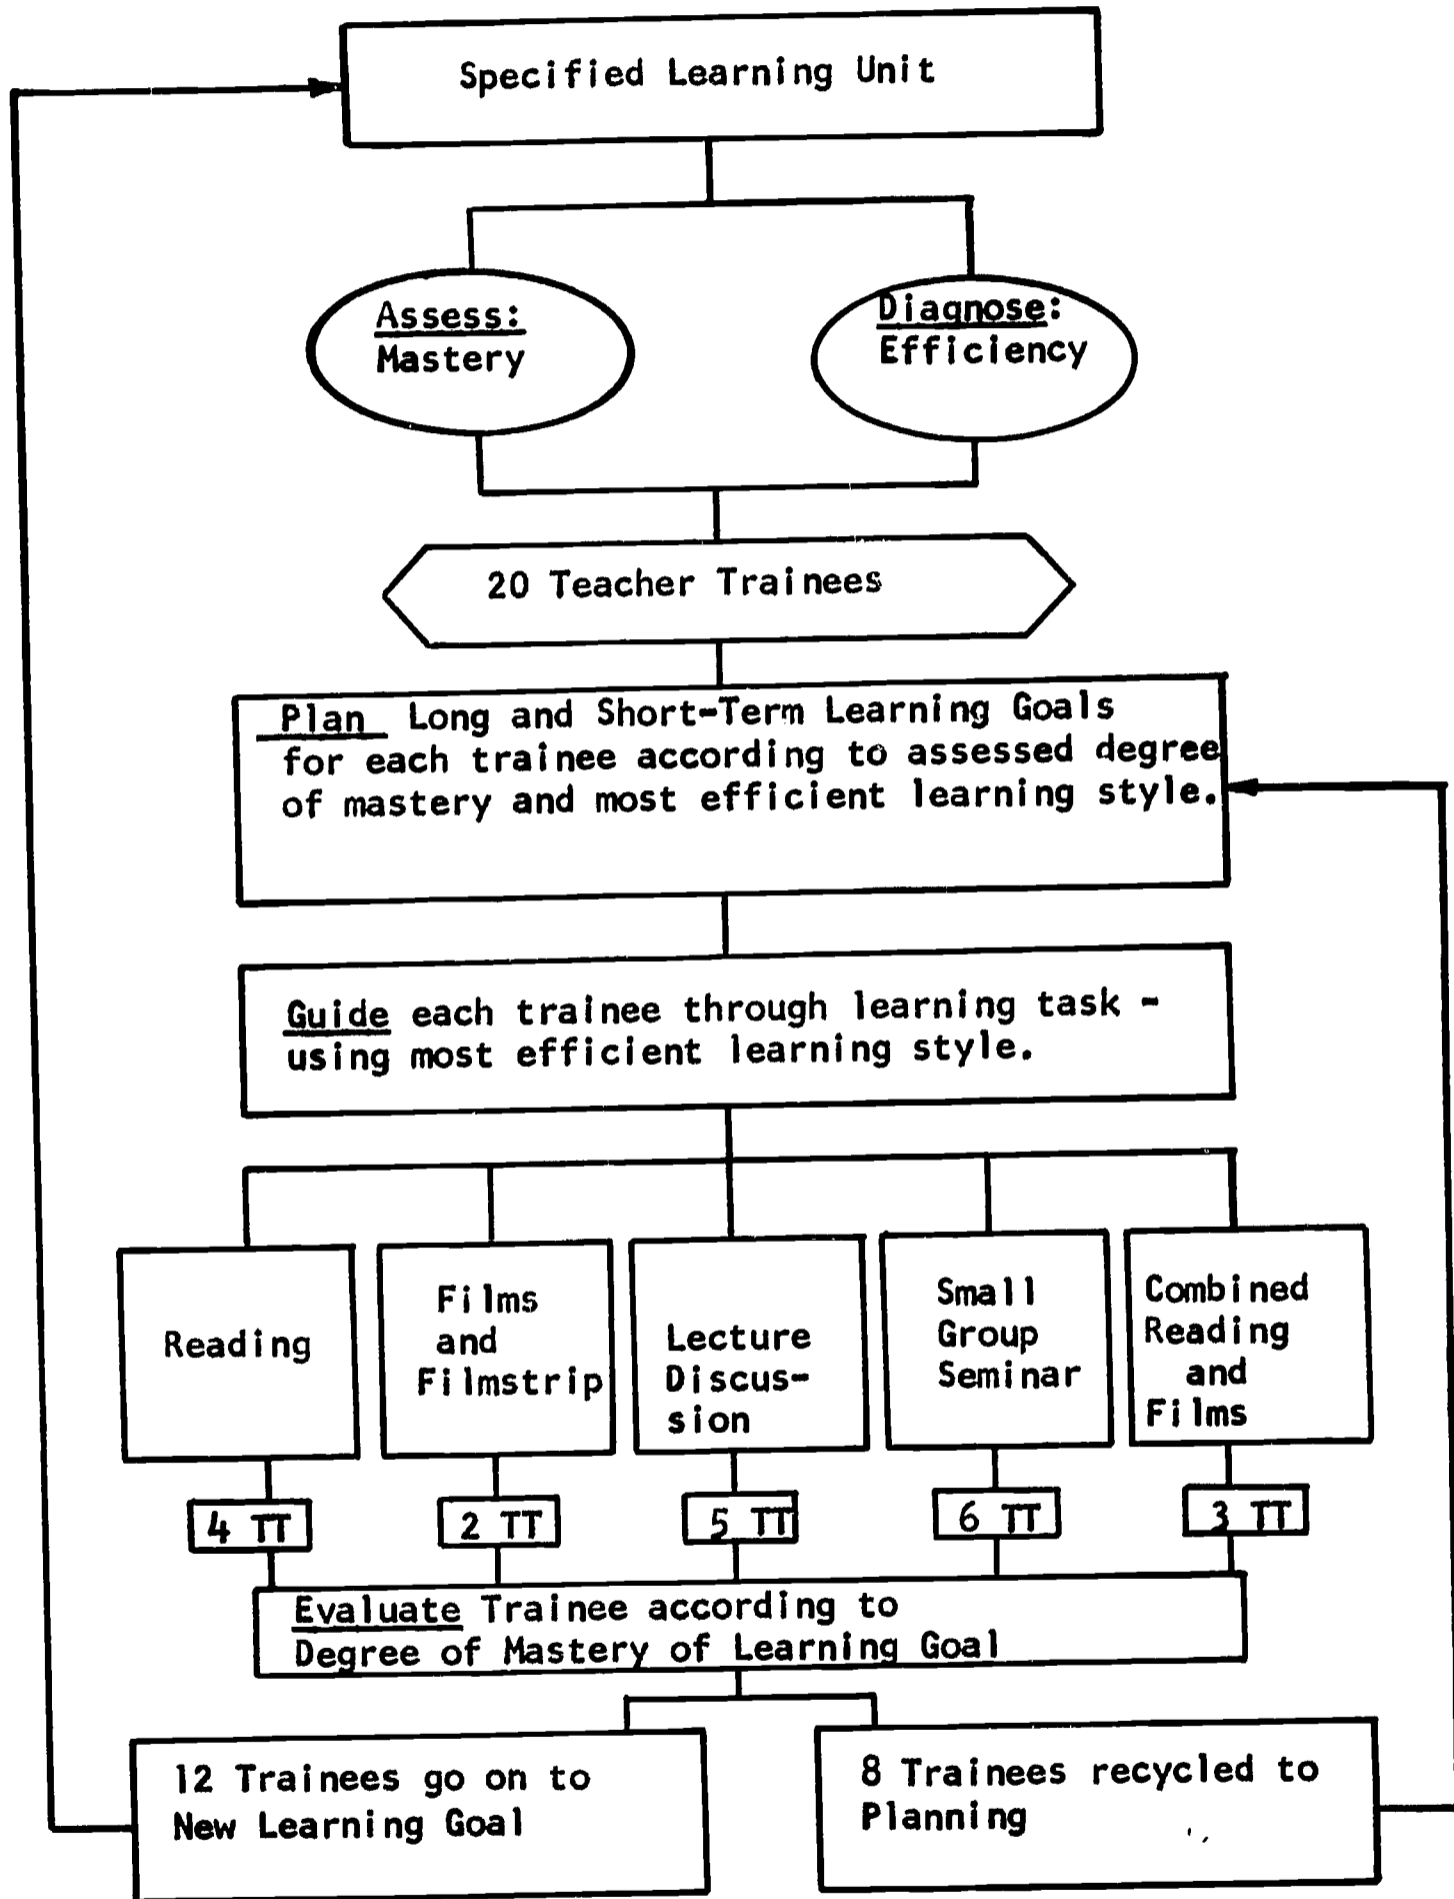 Specified Learning Unit
Assess:
Mastery
Diagnose:
Efficiency
20 Teacher Trainees
Plan Long and Short-Term Learning Goals
for each trainee according to assessed degree
of mastery and most efficient learning style.
Guide each trainee through learning task -
using most efficient learning style.
Reading
Films
and
Filmstrip
Lecture
Discus-
sion
Small
Group
Seminar
Combined
Reading
and
Films
4 TT
2 TT
5 TT
6 TT
3 TT
Evaluate Trainee according to
Degree of Mastery of Learning Goal
12 Trainees go on to
New Learning Goal
8 Trainees recycled to
Planning